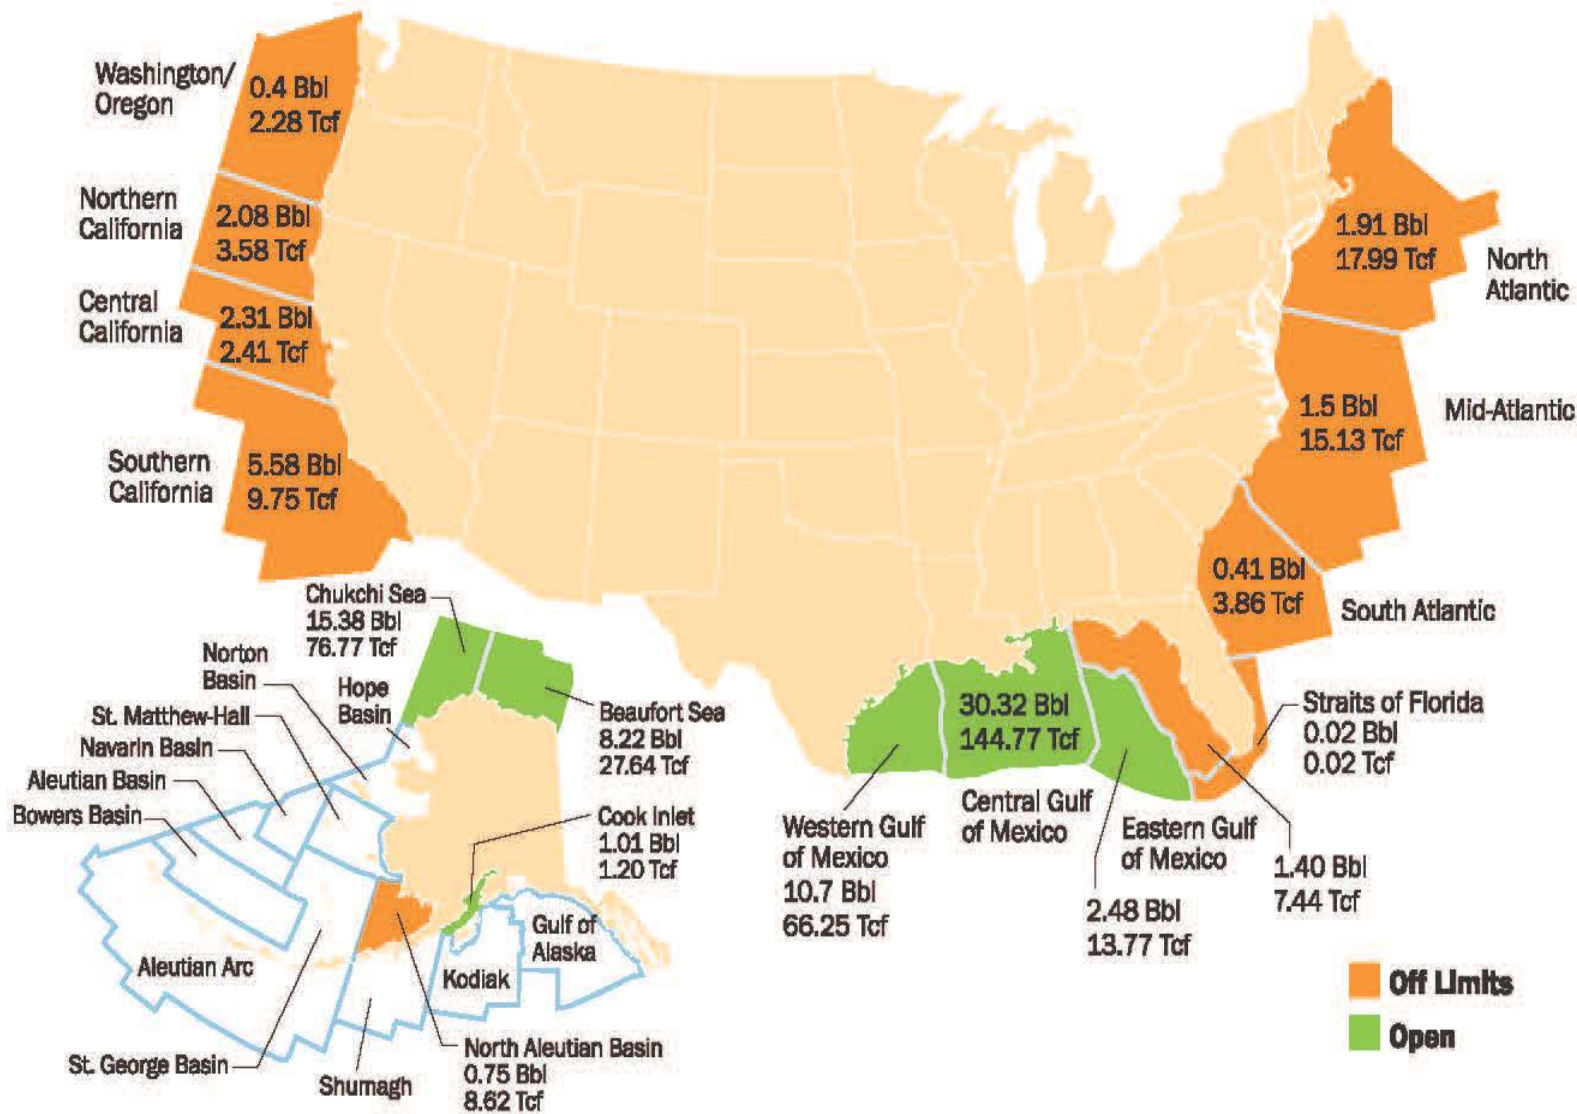 Washington/
Oregon
0.4 Bbl
2.28 Tcf
Northern
California
2.08 Bbl
3.58 Tcf
Central
California
2.31 Bbl
2.41 Tcf
Southern
California
5.58 Bbl
9.75 Tcf
1.91 Bbl
17.99 Tcf
North
Atlantic
1.5 Bbl
15.13 Tcf
Mid-Atlantic
0.41 Bbl
3.86 Tcf
South Atlantic
Straits of Florida
0.02 Bbl
0.02 Tcf
Chukchi Sea
15.38 Bbl
76.77 Tcf
Norton
Basin
Hope
Basin
St. Matthew-Hall
Navarin Basin
Aleutian Basin
Bowers Basin
Beaufort Sea
8.22 Bbl
27.64 Tcf
Cook Inlet
1.01 Bbl
1.20 Tcf
Gulf of
Alaska
Kodiak
Aleutian Arc
St. George Basin
Shumagh
North Aleutian Basin
0.75 Bbl
8.62 Tcf
Western Gulf
of Mexico
10.7 Bbl
66.25 Tcf
30.32 Bbl
144.77 Tcf
Central Gulf
of Mexico
Eastern Gulf
of Mexico
2.48 Bbl
13.77 Tcf
1.40 Bbl
7.44 Tcf
Off Limits
Open